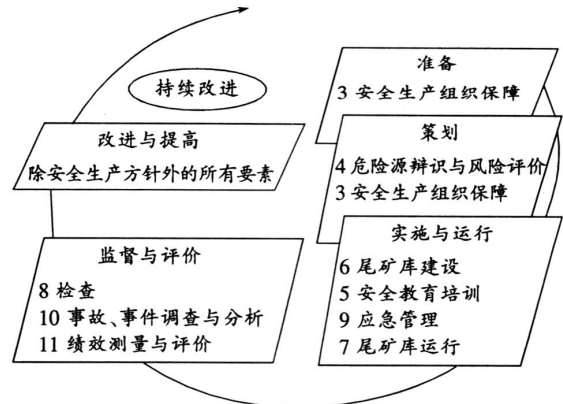 持续改进
准备
3 安全生产组织保障
策划
4 危险源辩识与风险评价
3 安全生产组织保障
实施与运行
6 尾矿库建设
5 安全教育培训
9 应急管理
7 尾矿库运行
监督与评价
8 检查
10 事故、事件调查与分析
11 绩效测量与评价
改进与提高
除安全生产方针外的所有要素